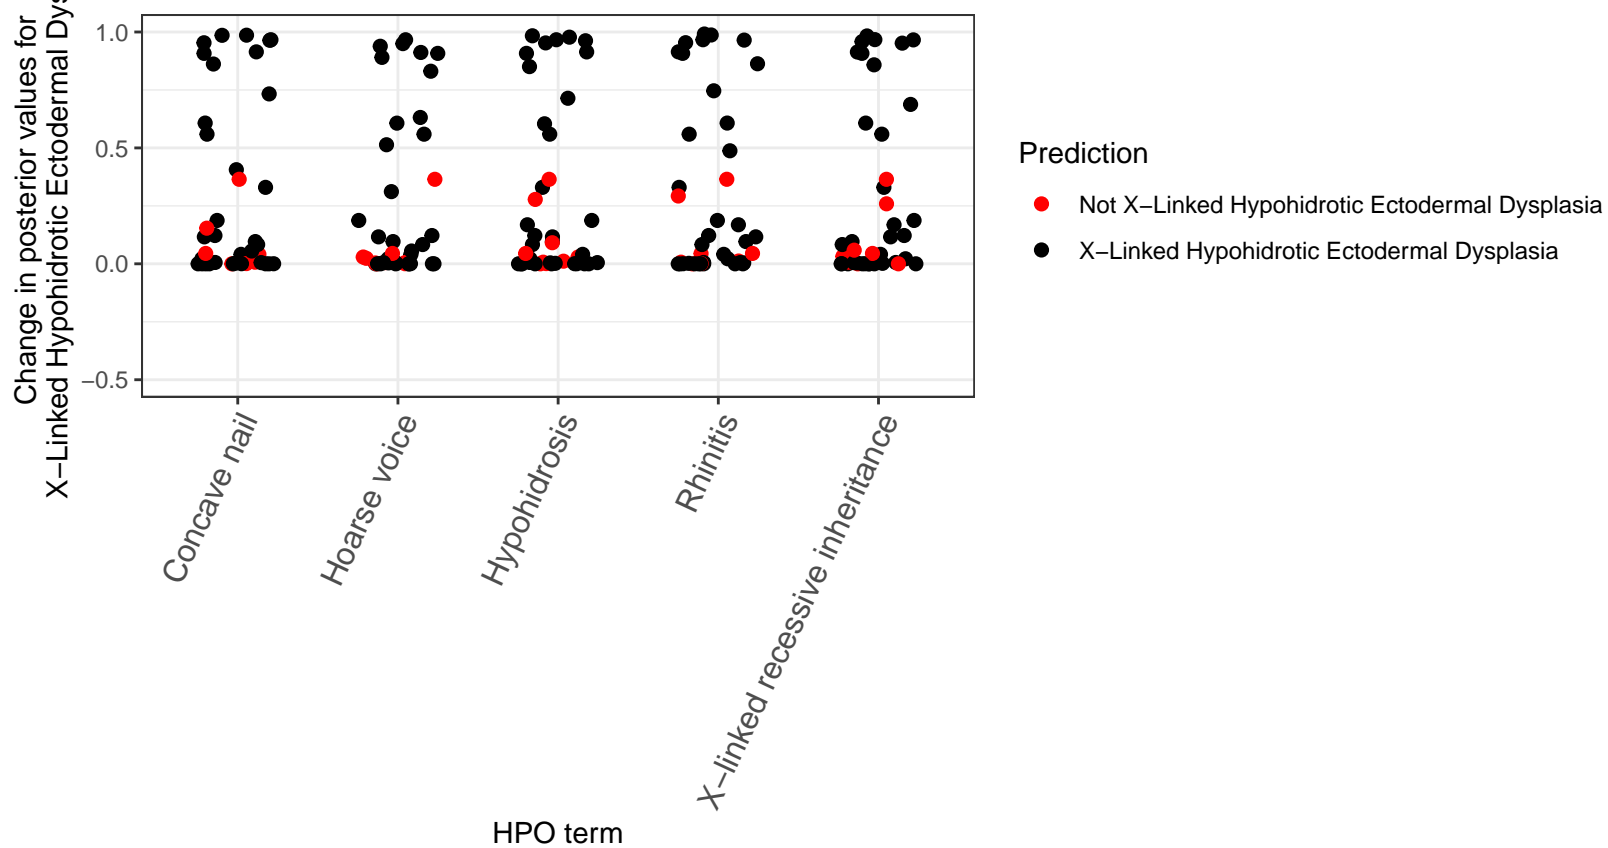 Change in posterior values for
X−Linked Hypohidrotic Ectodermal Dys
1.0
0.5
0.0
−0.5
Concave nail
Hoarse voice
Hypohidrosis
Rhinitis
X−linked recessive inheritance
HPO term
Prediction
Not X−Linked Hypohidrotic Ectodermal Dysplasia
X−Linked Hypohidrotic Ectodermal Dysplasia